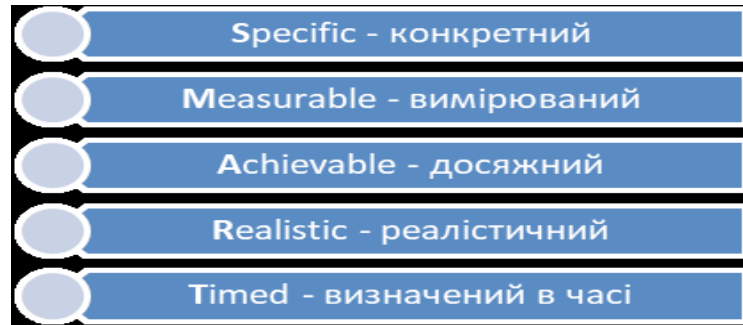 Specific - конкретний
Measurable - вимірюваний
Achievable - досяжний
Realistic - реалістичний
Timed - визначений в часі